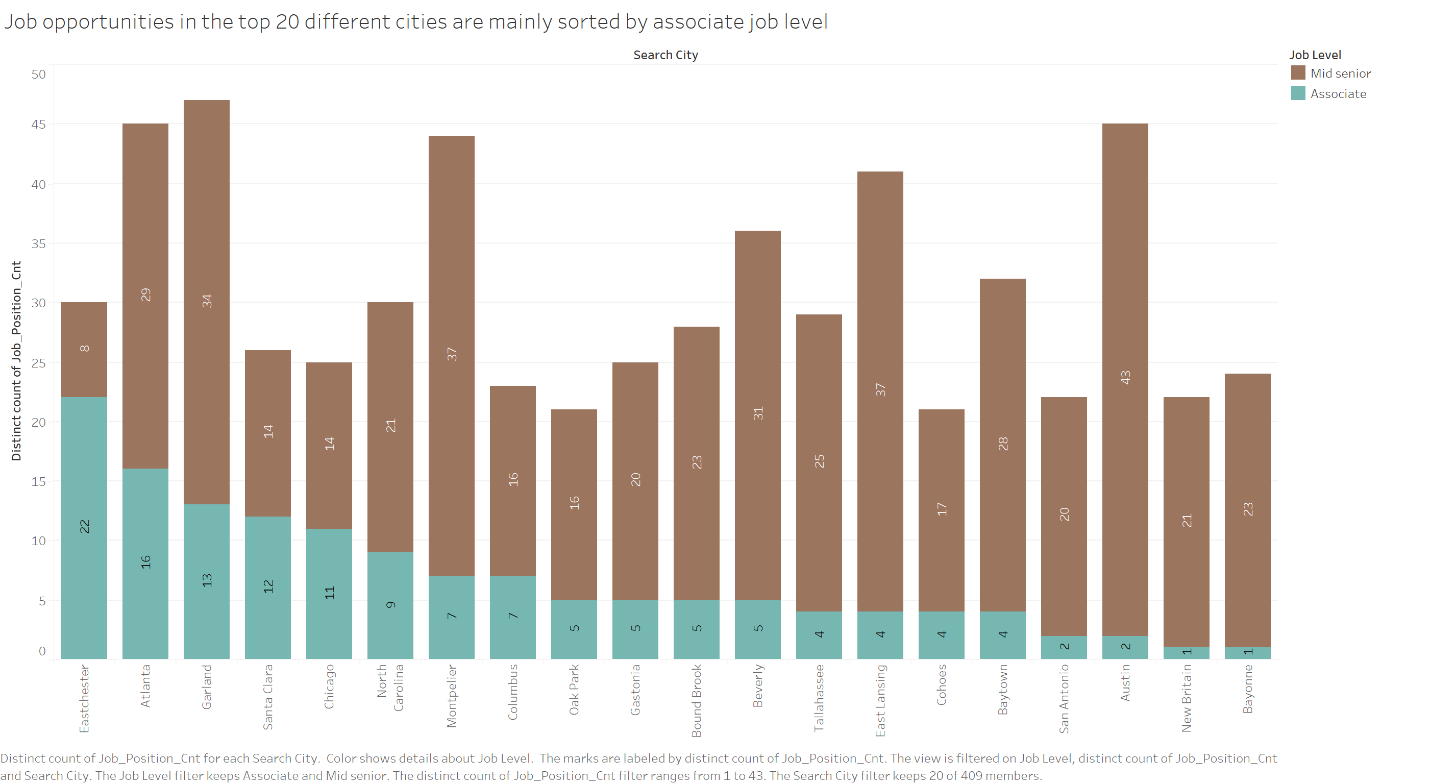 Job opportunities in the top 20 different cities are mainly sorted by associate job level
Search City
Job Level
Mid senior
Associate
Distinct count of Job_Position_Cnt
50
45
40
35
30
25
20
15
10
5
0
8
29
34
14
14
21
37
16
16
20
23
31
25
37
17
28
20
43
21
23
22
16
13
12
11
9
7
7
5
5
5
5
4
4
4
4
2
2
1
1
Eastchester
Atlanta
Garland
Santa Clara
Chicago
North
Carolina
Montpelier
Columbus
Oak Park
Gastonia
Bound Brook
Beverly
Tallahassee
East Lansing
Cohoes
Baytown
San Antonio
Austin
New Britain
Bayonne
Distinct count of Job_Position_Cnt for each Search City.  Color shows details about Job Level.  The marks are labeled by distinct count of Job_Position_Cnt. The view is filtered on Job Level, distinct count of Job_Position_Cnt
and Search City. The Job Level filter keeps Associate and Mid senior. The distinct count of Job_Position_Cnt filter ranges from 1 to 43. The Search City filter keeps 20 of 409 members.